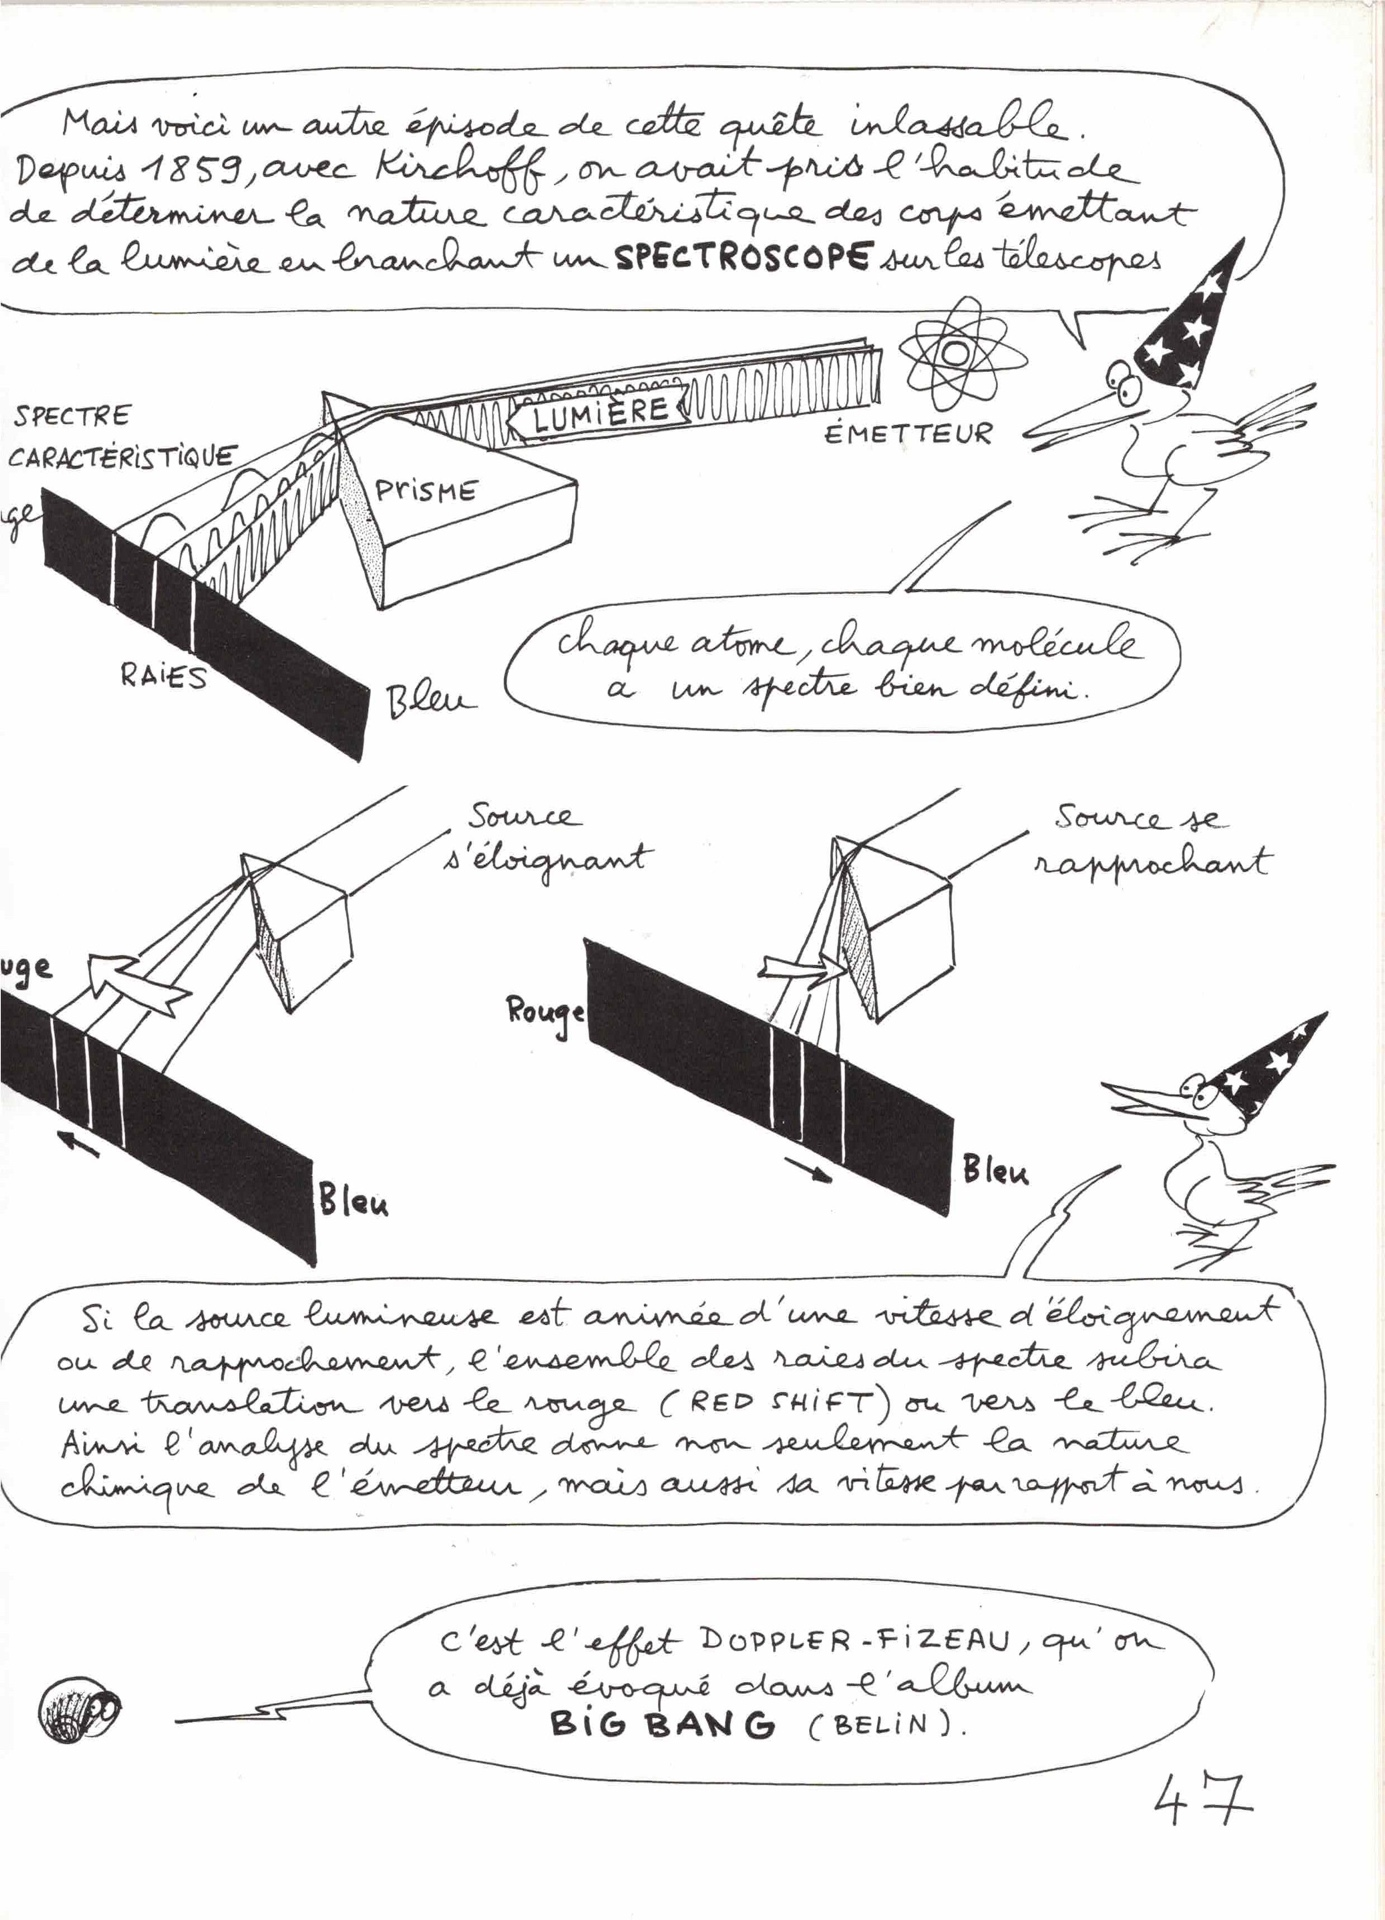 Mais voici un autre épisode de cette quête inlassable.
Depuis 1859, avec Kirchoff, on avait pris l'habitude
de déterminer la nature caractéristique des corps émettant
de la lumière en branchant un SPECTROSCOPE sur les télescopes
SPECTRE
CARACTÉRISTIQUE
LUMIÈRE
ÉMETTEUR
PRISME
uge
RAIES
Bleu
chaque atome, chaque molécule
a un spectre bien défini.
Source
s'éloignant
Source se
rapprochant
uge
Rouge
Bleu
Bleu
Si la source lumineuse est animée d'une vitesse d'éloignement
ou de rapprochement, l'ensemble des raies du spectre subira
une translation vers le rouge (RED SHIFT) ou vers le bleu.
Ainsi l'analyse du spectre donne non seulement la nature
chimique de l'émetteur, mais aussi sa vitesse par rapport à nous.
c'est l'effet DOPPLER-FIZEAU, qu'on
a déjà évoqué dans l'album
BIG BANG (BELIN).
47